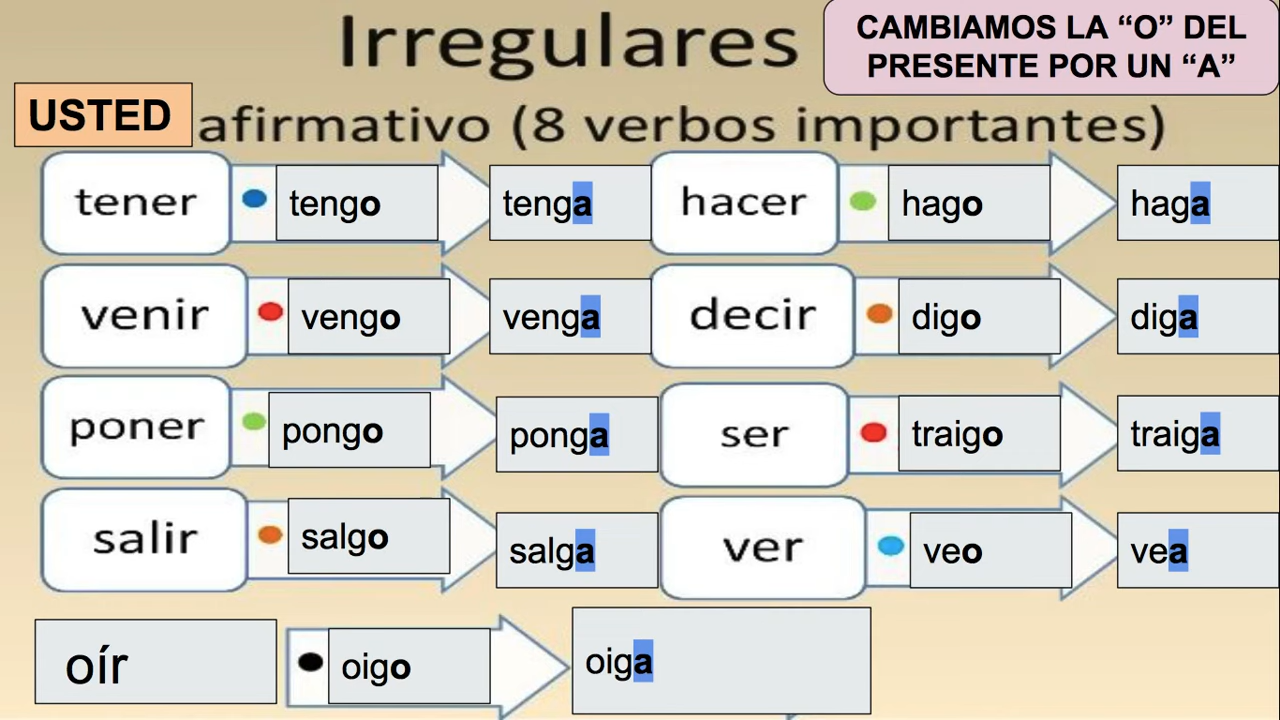 Irregulares
CAMBIAMOS LA “O” DEL
PRESENTE POR UN “A”
USTED
afirmativo (8 verbos importantes)
tener
tengo
tenga
hacer
hago
haga
venir
vengo
venga
decir
digo
diga
poner
pongo
ponga
ser
traigo
traiga
salir
salgo
salga
ver
veo
vea
oír
oigo
oiga